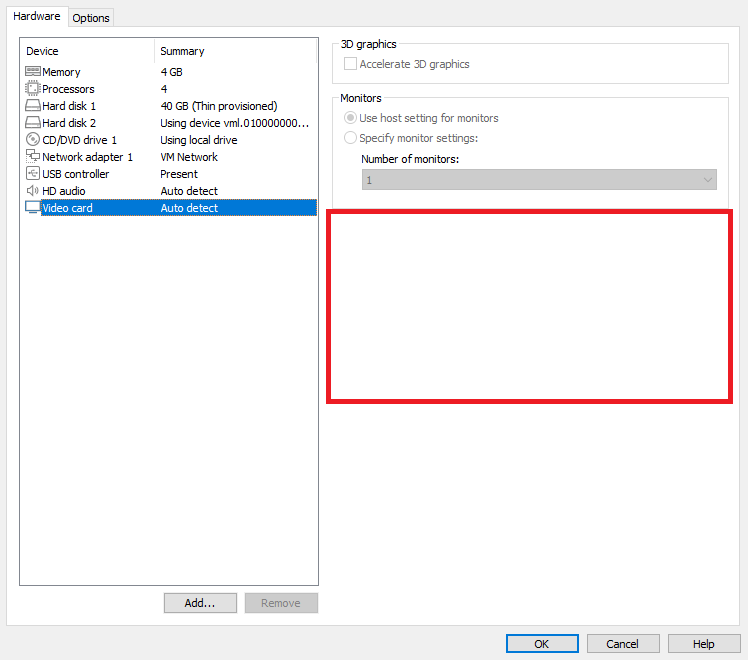 Hardware
Options
Device Summary
Memory 4 GB
Processors 4
Hard disk 1 40 GB (Thin provisioned)
Hard disk 2 Using device vml.010000000...
CD/DVD drive 1 Using local drive
Network adapter 1 VM Network
USB controller Present
HD audio Auto detect
Video card Auto detect
Add... Remove
3D graphics
Accelerate 3D graphics
Monitors
Use host setting for monitors
Specify monitor settings:
Number of monitors:
1
OK Cancel Help